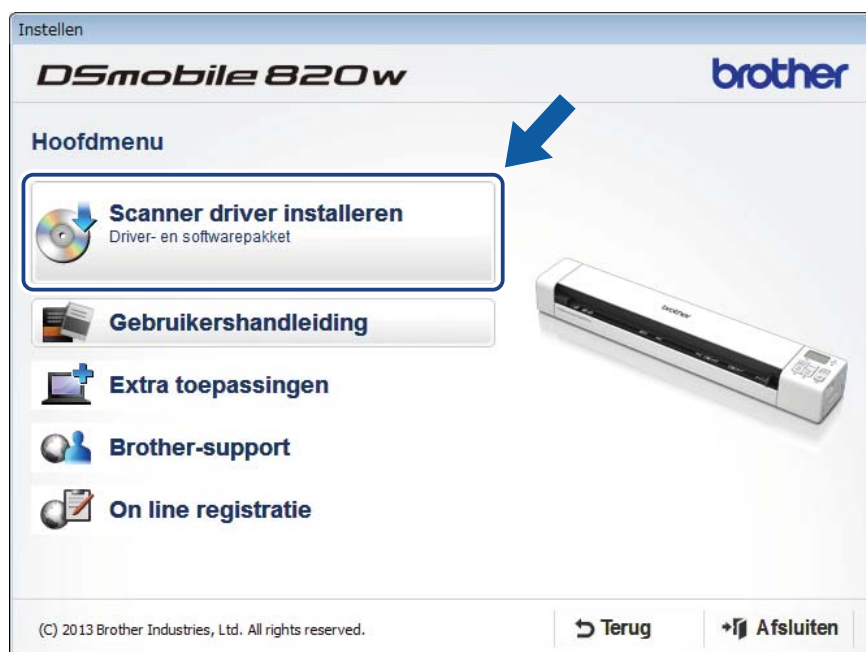 Instellen
DSmobile 820w
brother
Hoofdmenu
Scanner driver installeren
Driver- en softwarepakket
Gebruikershandleiding
Extra toepassingen
Brother-support
On line registratie
brother
(C) 2013 Brother Industries, Ltd. All rights reserved.
Terug
Afsluiten